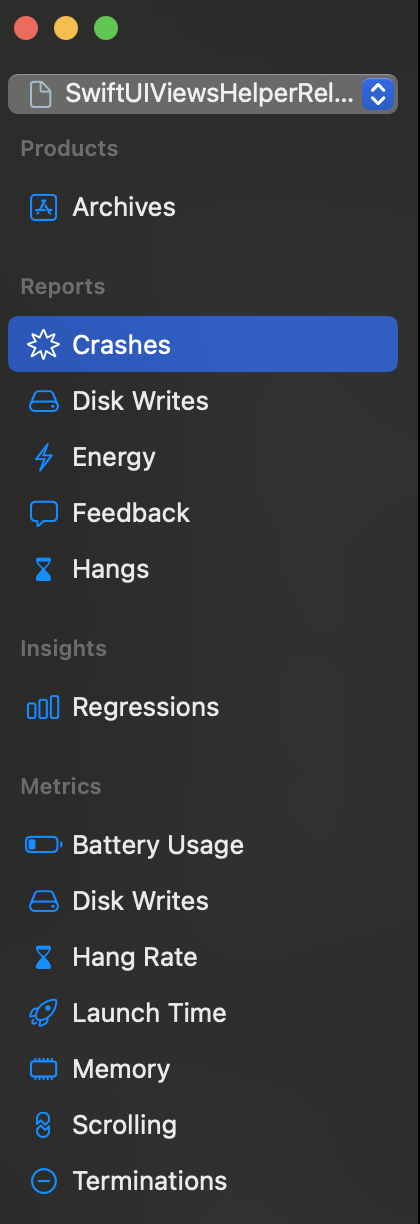 SwiftUIViewsHelperRel...
Products
Archives
Reports
Crashes
Disk Writes
Energy
Feedback
Hangs
Insights
Regressions
Metrics
Battery Usage
Disk Writes
Hang Rate
Launch Time
Memory
Scrolling
Terminations